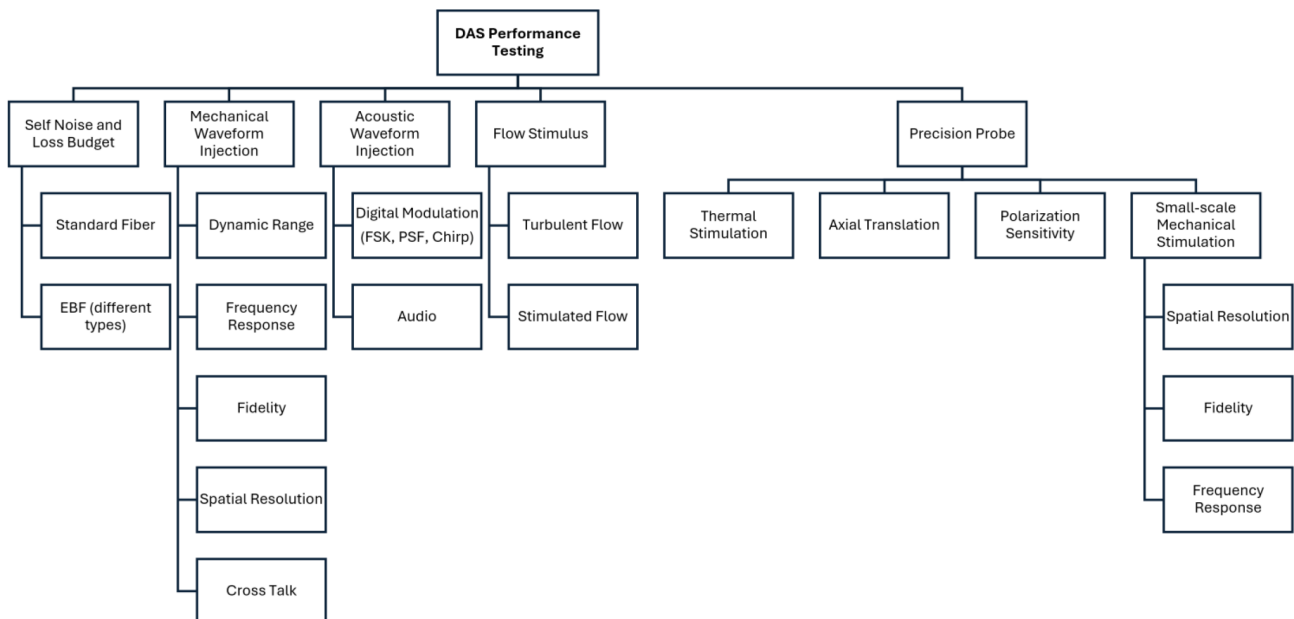 DAS Performance
Testing
Self Noise and
Loss Budget
Standard Fiber
EBF (different
types)
Mechanical
Waveform
Injection
Dynamic Range
Frequency
Response
Fidelity
Spatial Resolution
Cross Talk
Acoustic
Waveform
Injection
Digital Modulation
(FSK, PSF, Chirp)
Audio
Flow Stimulus
Turbulent Flow
Stimulated Flow
Precision Probe
Thermal
Stimulation
Axial Translation
Polarization
Sensitivity
Small-scale
Mechanical
Stimulation
Spatial Resolution
Fidelity
Frequency
Response